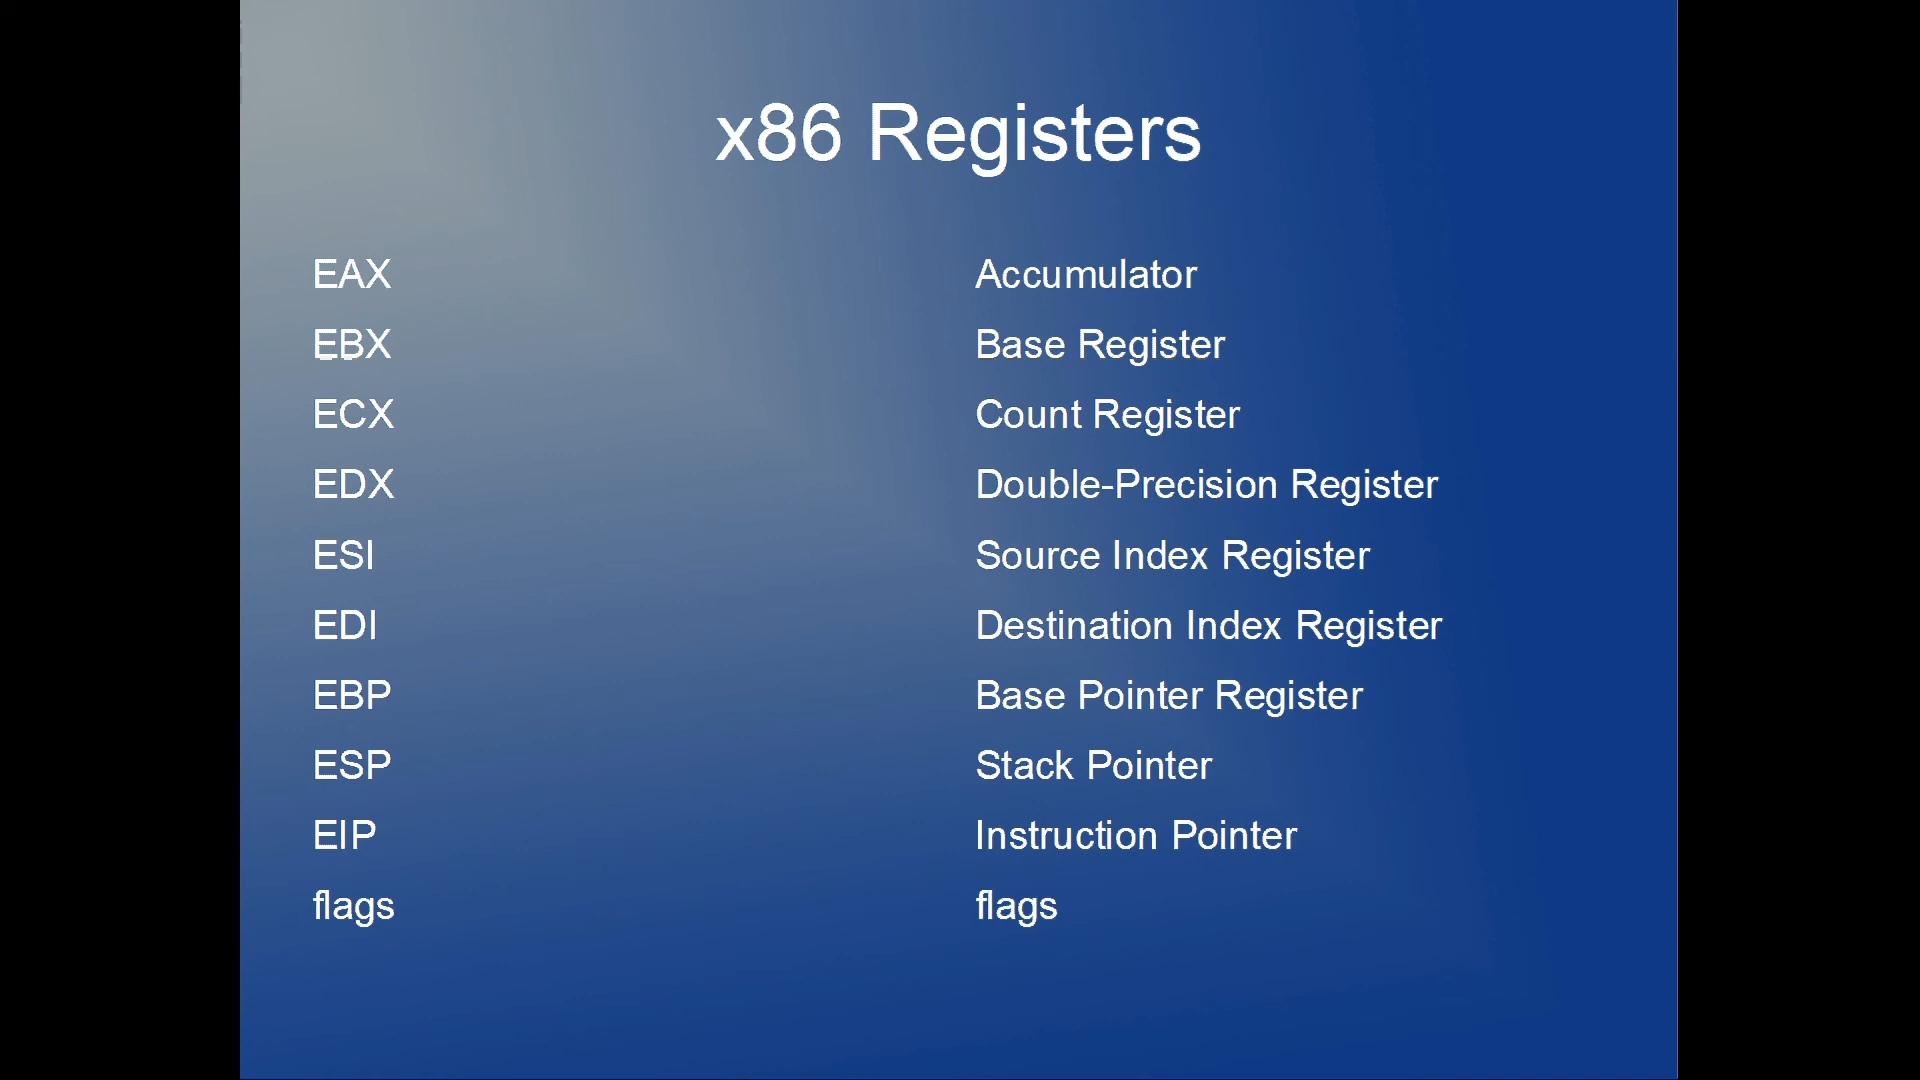 x86 Registers
EAX Accumulator
EBX Base Register
ECX Count Register
EDX Double-Precision Register
ESI Source Index Register
EDI Destination Index Register
EBP Base Pointer Register
ESP Stack Pointer
EIP Instruction Pointer
flags flags